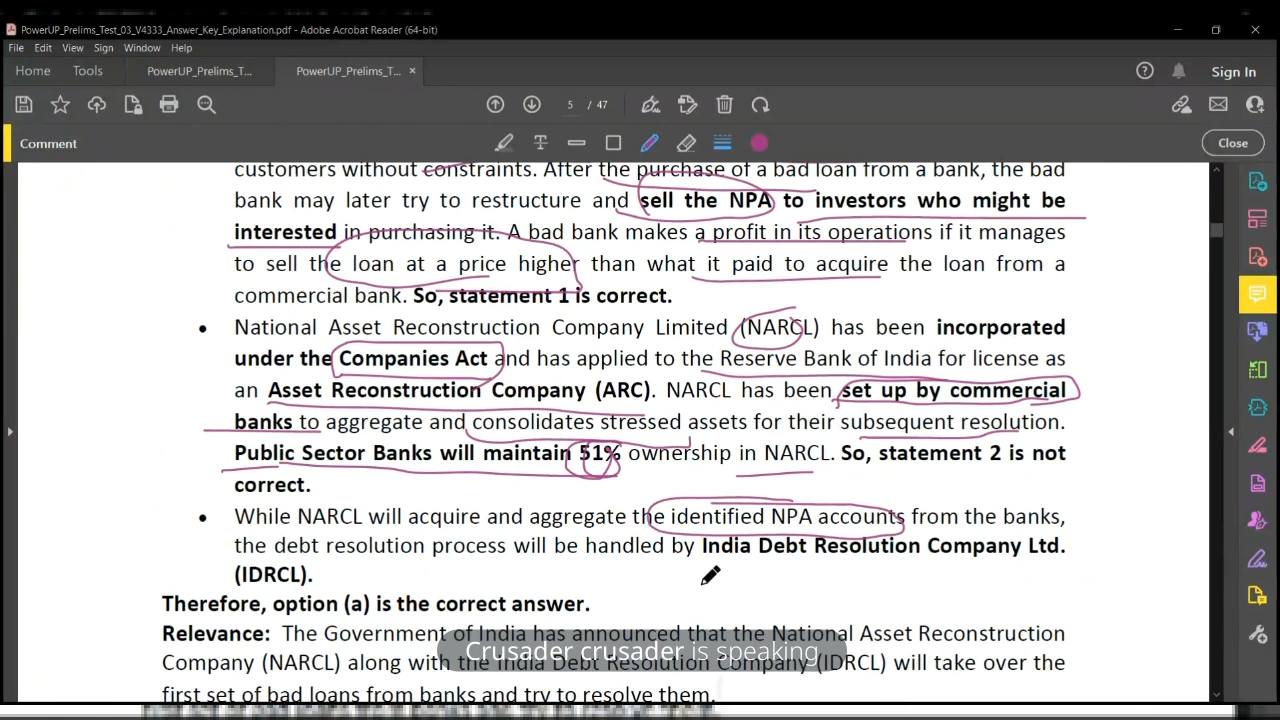 PowerUP_Prelims_Test_03_V4333_Answer_Key_Explanation.pdf - Adobe Acrobat Reader (64-bit)
File Edit View Sign Window Help
Home Tools PowerUP_Prelims_T... PowerUP_Prelims_T... × Sign In
5 / 47
Comment Close
customers without constraints. After the purchase of a bad loan from a bank, the bad
bank may later try to restructure and sell the NPA to investors who might be
interested in purchasing it. A bad bank makes a profit in its operations if it manages
to sell the loan at a price higher than what it paid to acquire the loan from a
commercial bank. So, statement 1 is correct.
• National Asset Reconstruction Company Limited (NARCL) has been incorporated
under the Companies Act and has applied to the Reserve Bank of India for license as
an Asset Reconstruction Company (ARC). NARCL has been set up by commercial
banks to aggregate and consolidates stressed assets for their subsequent resolution.
Public Sector Banks will maintain 51% ownership in NARCL. So, statement 2 is not
correct.
• While NARCL will acquire and aggregate the identified NPA accounts from the banks,
the debt resolution process will be handled by India Debt Resolution Company Ltd.
(IDRCL).
Therefore, option (a) is the correct answer.
Relevance: The Government of India has announced that the National Asset Reconstruction
Crusader crusader is speaking
Company (NARCL) along with the India Debt Resolution Company (IDRCL) will take over the
first set of bad loans from banks and try to resolve them.